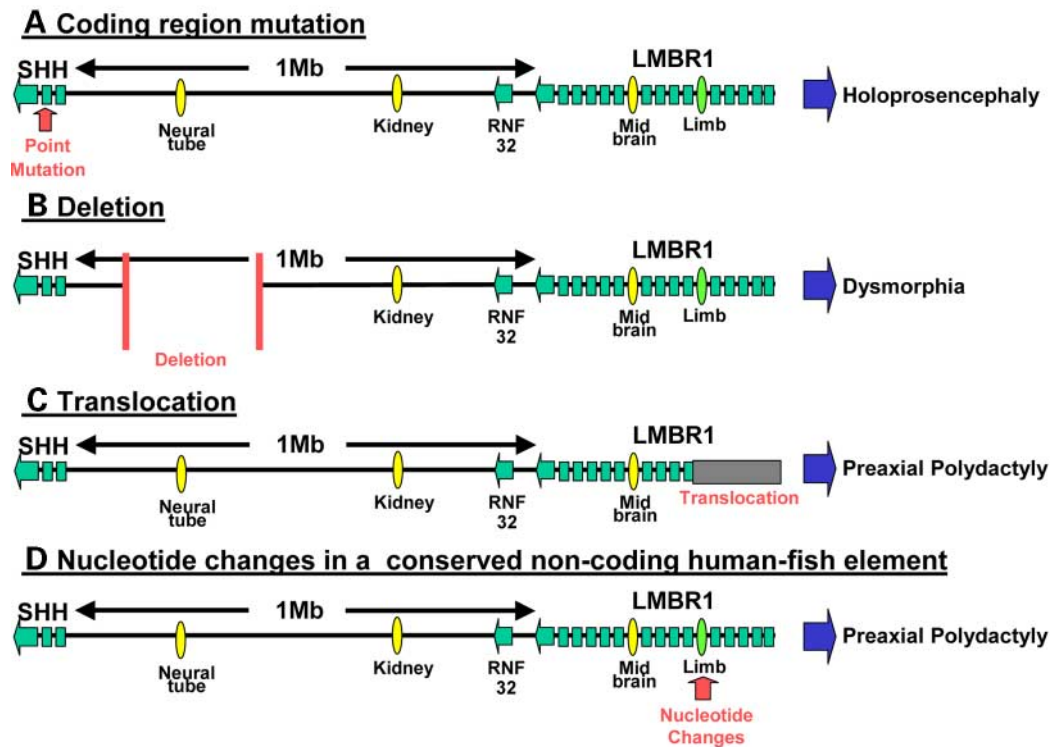 A Coding region mutation
SHH
1Mb
LMBR1
Neural
tube
Kidney
RNF
32
Mid
brain
Limb
Holoprosencephaly
Point
Mutation
B Deletion
SHH
1Mb
LMBR1
Kidney
RNF
32
Mid
brain
Limb
Dysmorphia
Deletion
C Translocation
SHH
1Mb
LMBR1
Neural
tube
Kidney
RNF
32
Mid
brain
Translocation
Preaxial Polydactyly
D Nucleotide changes in a conserved non-coding human-fish element
SHH
1Mb
LMBR1
Neural
tube
Kidney
RNF
32
Mid
brain
Limb
Preaxial Polydactyly
Nucleotide
Changes